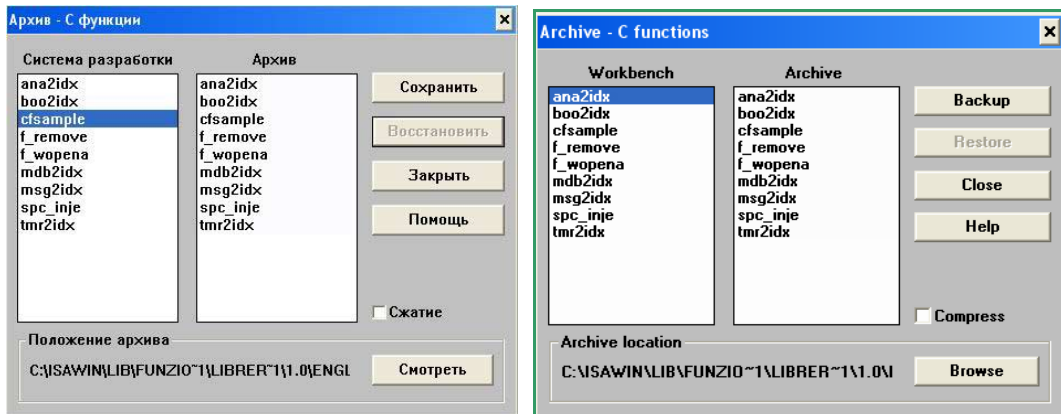 Архив - С функции
Система разработки Архив
ana2idx ana2idx Сохранить
boo2idx boo2idx
cfsample cfsample
f_remove f_remove Восстановить
f_wopena f_wopena
mdb2idx mdb2idx Закрыть
msg2idx msg2idx
spc_inje spc_inje Помощь
tmr2idx tmr2idx
Сжатие
Положение архива
C:\ISAWIN\LIB\FUNZIO~1\LIBRER~1\1.0\ENGL Смотреть
Archive - C functions
Workbench Archive
ana2idx ana2idx Backup
boo2idx boo2idx
cfsample cfsample
f_remove f_remove Restore
f_wopena f_wopena
mdb2idx mdb2idx Close
msg2idx msg2idx
spc_inje spc_inje Help
tmr2idx tmr2idx
Compress
Archive location
C:\ISAWIN\LIB\FUNZIO~1\LIBRER~1\1.0\I Browse